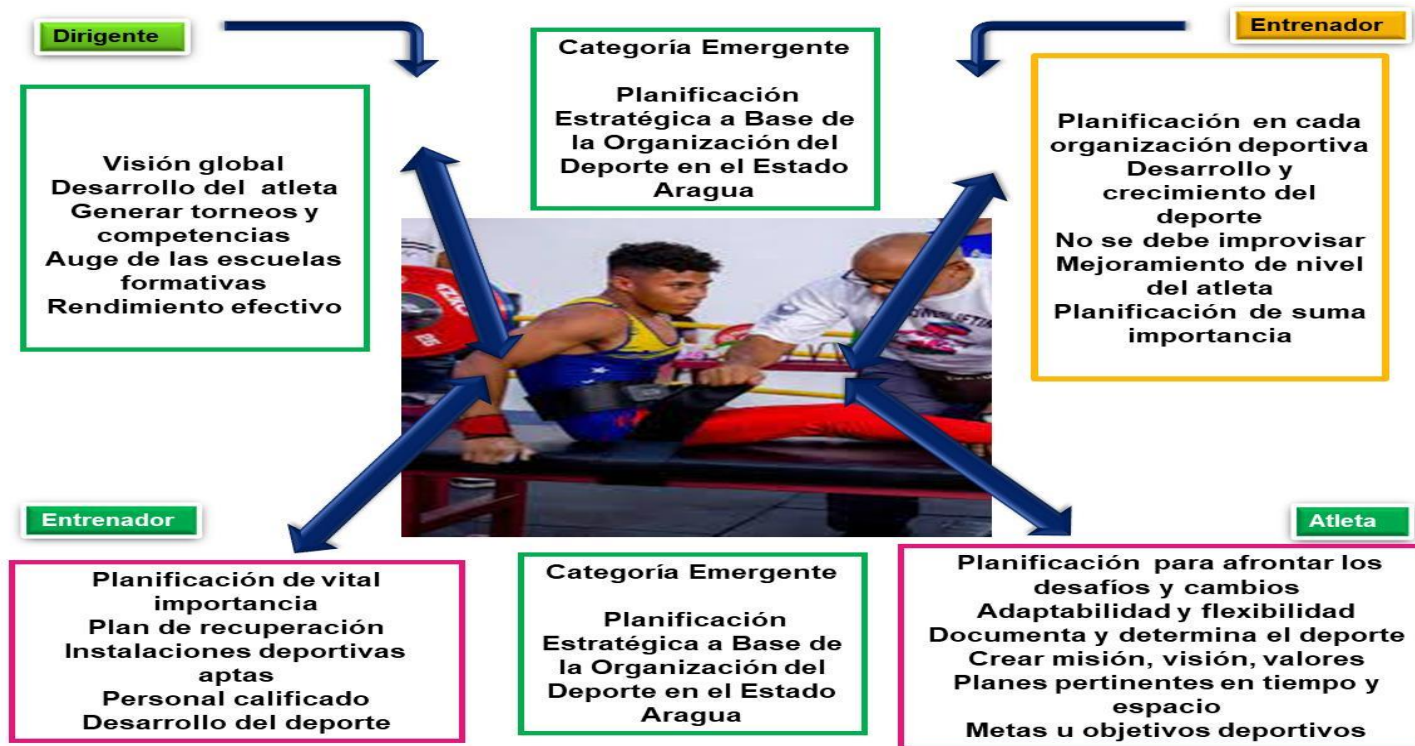 Dirigente
Visión global
Desarrollo del atleta
Generar torneos y
competencias
Auge de las escuelas
formativas
Rendimiento efectivo
Categoría Emergente
Planificación
Estratégica a Base de
la Organización del
Deporte en el Estado
Aragua
Entrenador
Planificación en cada
organización deportiva
Desarrollo y
crecimiento del
deporte
No se debe improvisar
Mejoramiento de nivel
del atleta
Planificación de suma
importancia
Entrenador
Planificación de vital
importancia
Plan de recuperación
Instalaciones deportivas
aptas
Personal calificado
Desarrollo del deporte
Categoría Emergente
Planificación
Estratégica a Base de
la Organización del
Deporte en el Estado
Aragua
Atleta
Planificación para afrontar los
desafíos y cambios
Adaptabilidad y flexibilidad
Documenta y determina el deporte
Crear misión, visión, valores
Planes pertinentes en tiempo y
espacio
Metas u objetivos deportivos